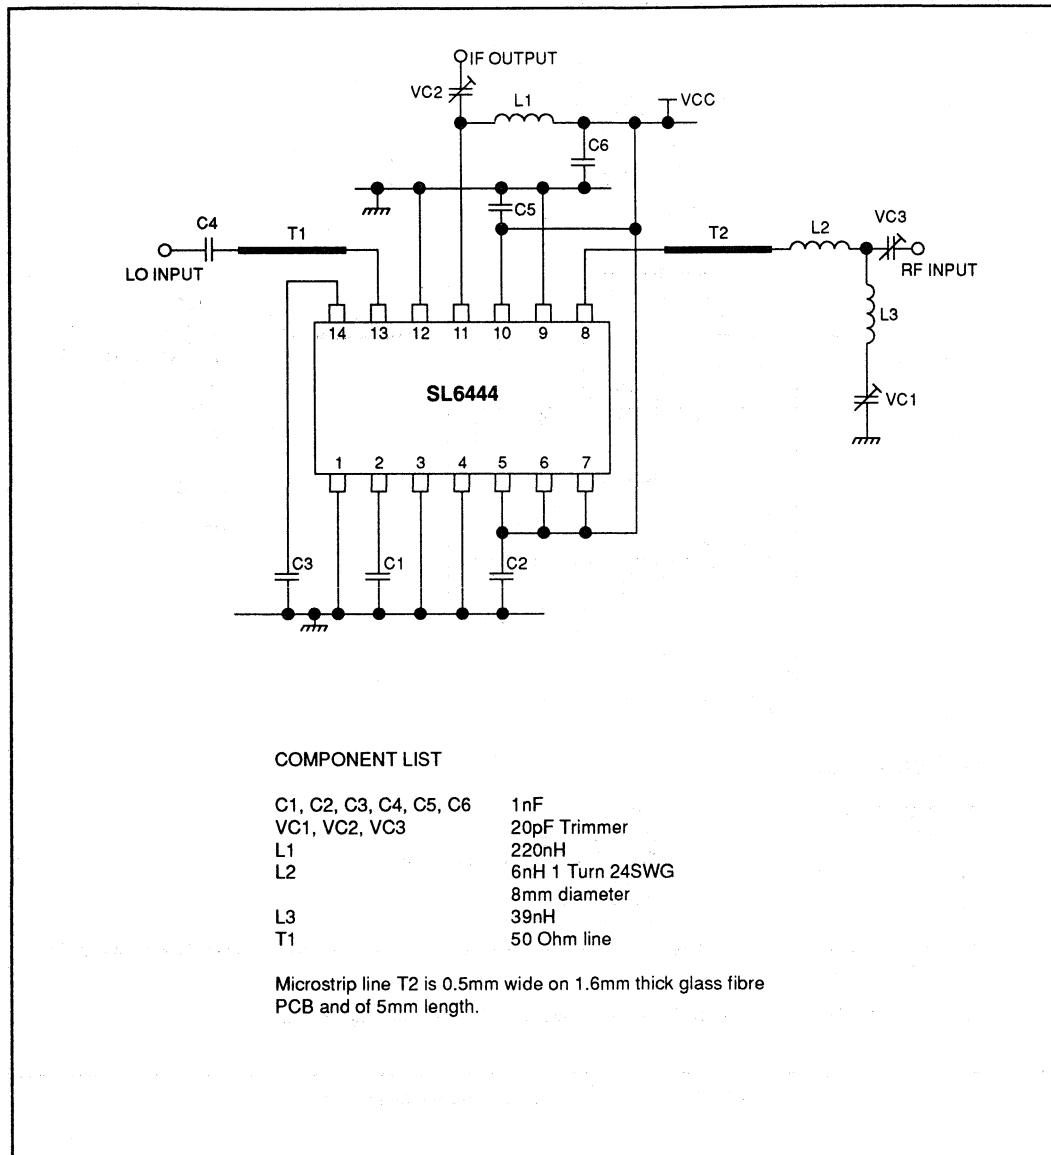 IF OUTPUT
VC2
L1
VCC
C6
C5
C4
T1
T2
L2
VC3
LO INPUT
RF INPUT
L3
14 13 12 11 10 9 8
SL6444
VC1
1 2 3 4 5 6 7
C3
C1
C2
COMPONENT LIST
C1, C2, C3, C4, C5, C6 1nF
VC1, VC2, VC3 20pF Trimmer
L1 220nH
L2 6nH 1 Turn 24SWG
8mm diameter
L3 39nH
T1 50 Ohm line
Microstrip line T2 is 0.5mm wide on 1.6mm thick glass fibre
PCB and of 5mm length.